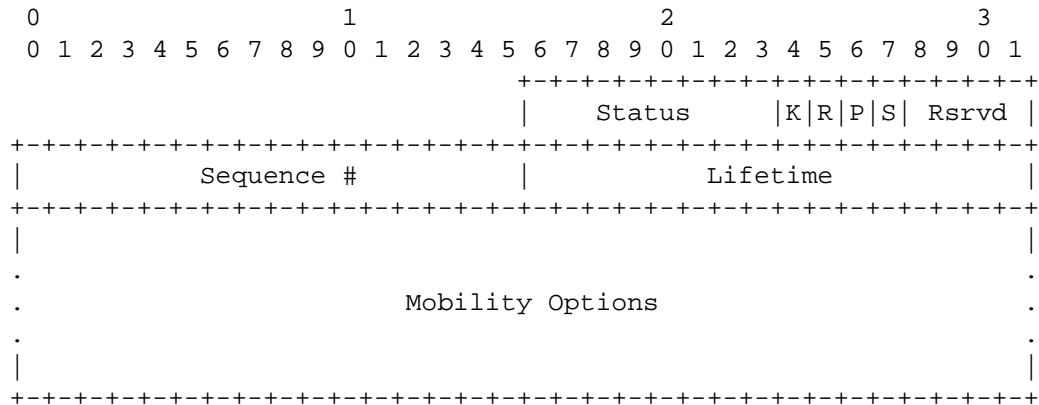 0                   1                   2                   3
 0 1 2 3 4 5 6 7 8 9 0 1 2 3 4 5 6 7 8 9 0 1 2 3 4 5 6 7 8 9 0 1
                                +-+-+-+-+-+-+-+-+-+-+-+-+-+-+-+-+
                                |    Status     |K|R|P|S| Rsrvd |
+-+-+-+-+-+-+-+-+-+-+-+-+-+-+-+-+-+-+-+-+-+-+-+-+-+-+-+-+-+-+-+-+
|           Sequence #          |           Lifetime            |
+-+-+-+-+-+-+-+-+-+-+-+-+-+-+-+-+-+-+-+-+-+-+-+-+-+-+-+-+-+-+-+-+
|                                                               |
.                                                               .
.                        Mobility Options                       .
.                                                               .
|                                                               |
+-+-+-+-+-+-+-+-+-+-+-+-+-+-+-+-+-+-+-+-+-+-+-+-+-+-+-+-+-+-+-+-+